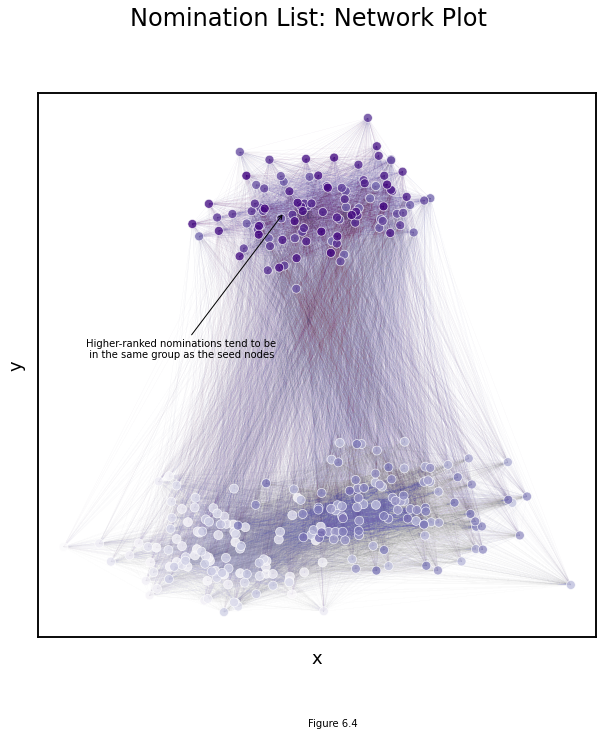 Nomination List: Network Plot
Higher-ranked nominations tend to be
in the same group as the seed nodes
y
x
Figure 6.4